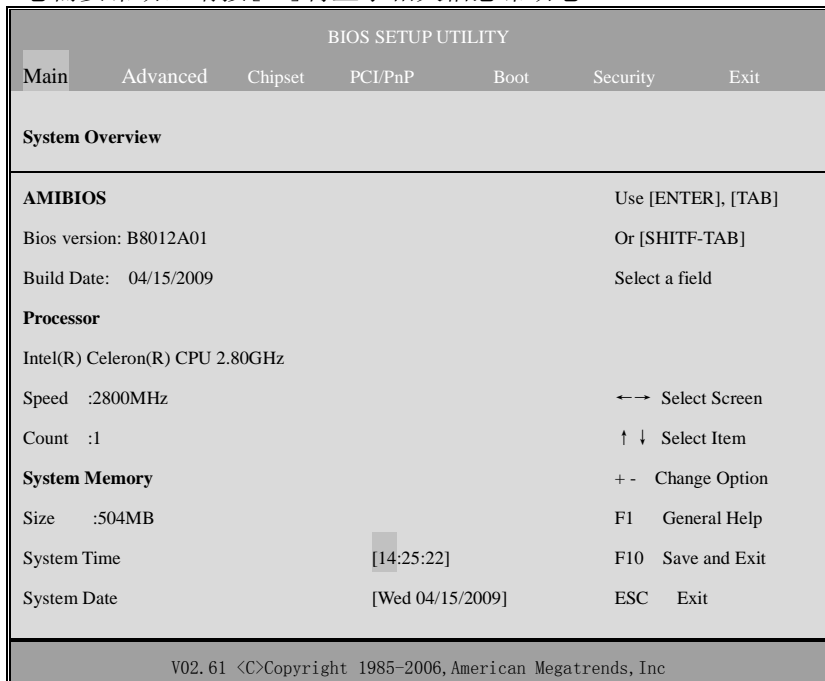 BIOS SETUP UTILITY
Main Advanced Chipset PCI/PnP Boot Security Exit
System Overview
AMIBIOS Use [ENTER], [TAB]
Bios version: B8012A01 Or [SHITF-TAB]
Build Date: 04/15/2009 Select a field
Processor
Intel(R) Celeron(R) CPU 2.80GHz
Speed :2800MHz ←→ Select Screen
Count :1 ↑↓ Select Item
System Memory + - Change Option
Size :504MB F1 General Help
System Time [14:25:22] F10 Save and Exit
System Date [Wed 04/15/2009] ESC Exit
V02.61 <C>Copyright 1985-2006,American Megatrends,Inc